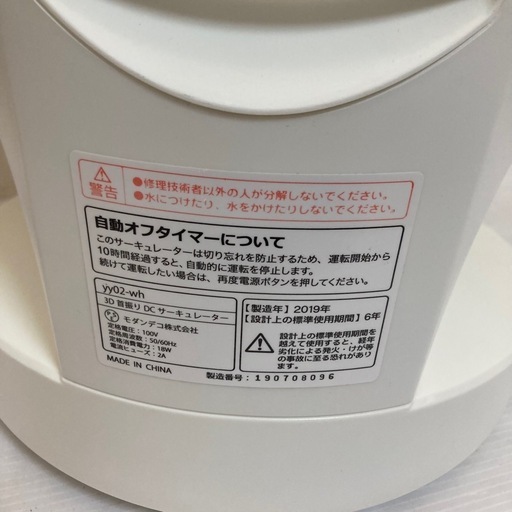 警告
●修理技術者以外の人が分解しないでください。
●水につけたり、水をかけたりしないでください。
自動オフタイマーについて
このサーキュレーターは切り忘れを防止するため、運転開始から
10時間経過すると、自動的に運転を停止します。
続けて運転したい場合は、再度電源ボタンを押してください。
yy02-wh
3D 首振り DC サーキュレーター
モダンデコ株式会社
定格電圧:100V
定格周波数:50/60Hz
定格消費電力:18W
電流ヒューズ:2A
MADE IN CHINA
【製造年】2019年
【設計上の標準使用期間】6年
設計上の標準使用期間を
超えて使用すると、経年
劣化による発火・けが等
の事故に至る恐れがあり
ます。
製造番号:190708096